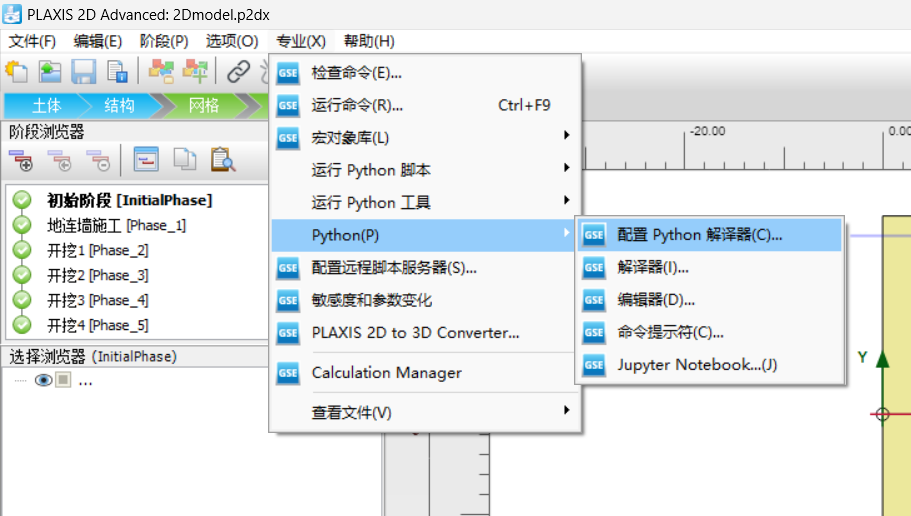 PLAXIS 2D Advanced: 2Dmodel.p2dx
文件(F) 编辑(E) 阶段(P) 选项(O) 专业(X) 帮助(H)
土体 结构 网格
阶段浏览器
初始阶段 [InitialPhase]
地连墙施工 [Phase_1]
开挖1 [Phase_2]
开挖2 [Phase_3]
开挖3 [Phase_4]
开挖4 [Phase_5]
选择浏览器 (InitialPhase)
...
GSE 检查命令(E)...
GSE 运行命令(R)... Ctrl+F9
GSE 宏对象库(L)
运行 Python 脚本
运行 Python 工具
Python(P)
GSE 配置远程脚本服务器(S)...
GSE 敏感度和参数变化
GSE PLAXIS 2D to 3D Converter...
GSE Calculation Manager
查看文件(V)
GSE 配置 Python 解译器(C)...
GSE 解译器(I)...
GSE 编辑器(D)...
GSE 命令提示符(C)...
GSE Jupyter Notebook...(J)
-20.00 0.00
Y